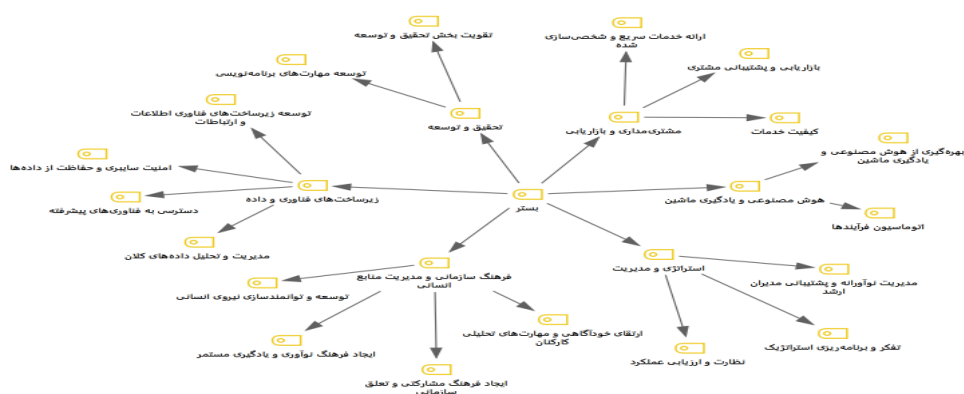 تقویت بخش تحقیق و توسعه
ارائه خدمات سریع و شخصی‌سازی
شده
توسعه مهارت‌های برنامه‌نویسی
بازاریابی و پشتیبانی مشتری
توسعه زیرساخت‌های فناوری اطلاعات
و ارتباطات
تحقیق و توسعه
مشتری‌مداری و بازاریابی
کیفیت خدمات
بهره‌گیری از هوش مصنوعی و
یادگیری ماشین
امنیت سایبری و حفاظت از داده‌ها
زیرساخت‌های فناوری و داده
بستر
هوش مصنوعی و یادگیری ماشین
دسترسی به فناوری‌های پیشرفته
اتوماسیون فرآیندها
مدیریت و تحلیل داده‌های کلان
فرهنگ سازمانی و مدیریت منابع
انسانی
استراتژی و مدیریت
توسعه و توانمندسازی نیروی انسانی
مدیریت نوآورانه و پشتیبانی مدیران
ارشد
ارتقای خودآگاهی و مهارت‌های تحلیلی
کارکنان
تفکر و برنامه‌ریزی استراتژیک
ایجاد فرهنگ نوآوری و یادگیری مستمر
نظارت و ارزیابی عملکرد
ایجاد فرهنگ مشارکتی و تعلق
سازمانی